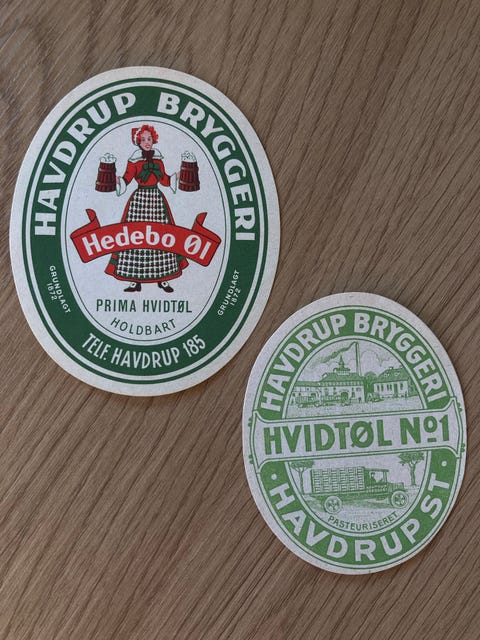 HAVDRUP BRYGGERI
Hedebo Øl
GRUNDLAGT
1872
GRUNDLAGT
1872
PRIMA HVIDTØL
HOLDBART
TELF. HAVDRUP 185
HAVDRUP BRYGGERI
HVIDTØL No1
PASTEURISERET
HAVDRUP ST.